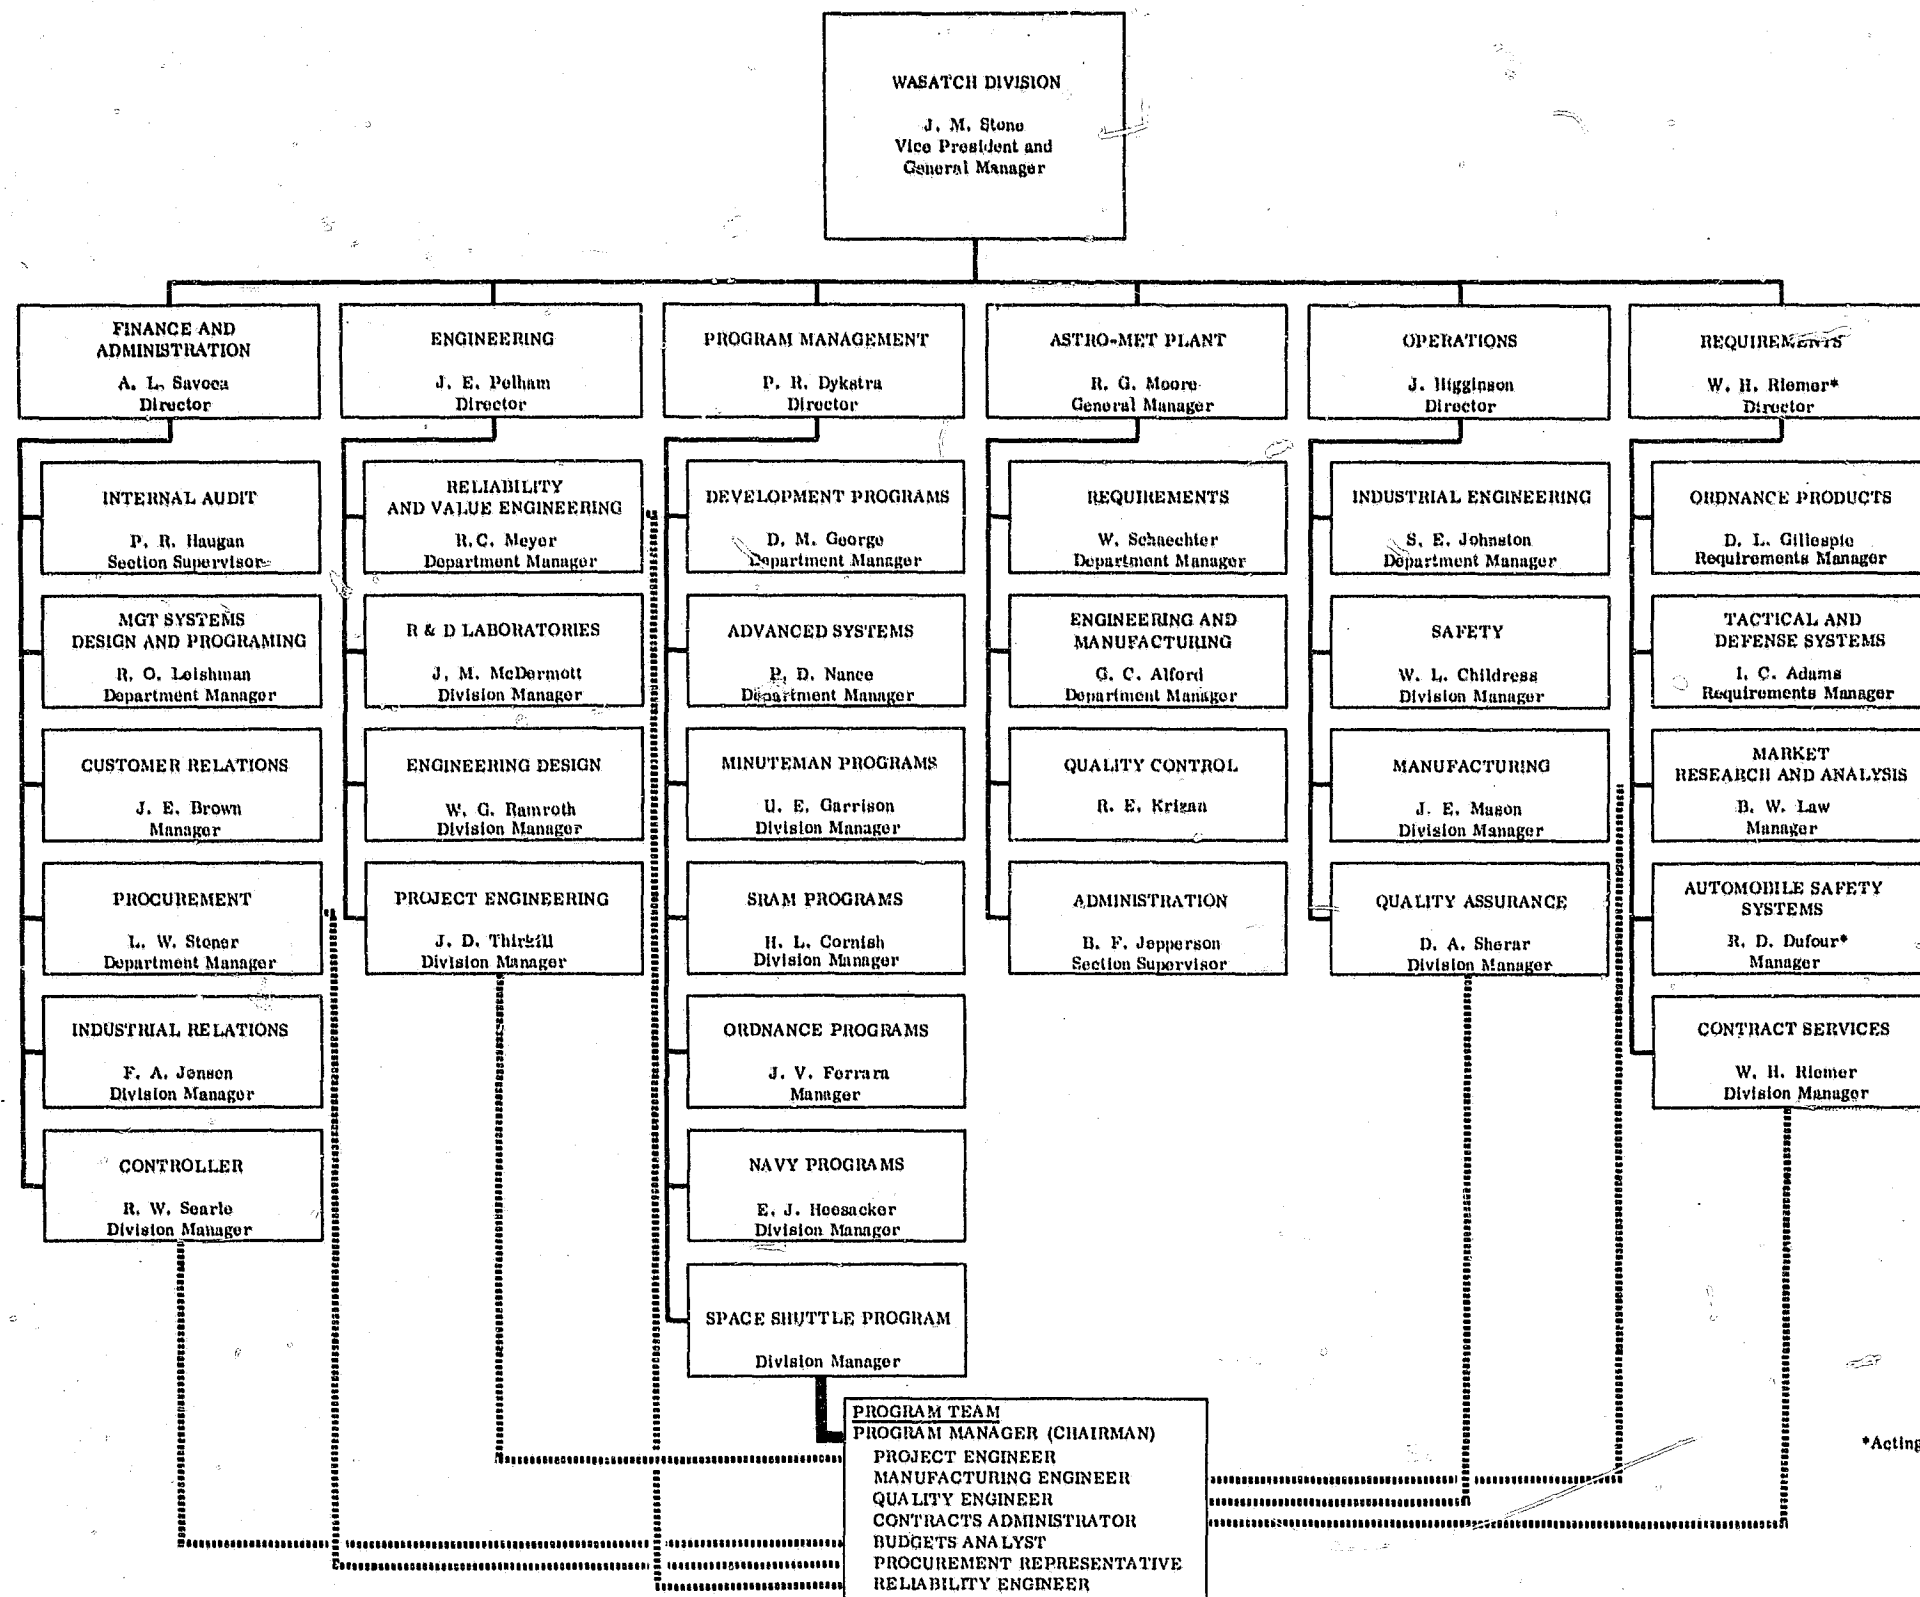 WASATCH DIVISION
J. M. Stone
Vice President and
General Manager
FINANCE AND
ADMINISTRATION
A. L. Savoca
Director
ENGINEERING
J. E. Pelham
Director
PROGRAM MANAGEMENT
P. R. Dykstra
Director
ASTRO-MET PLANT
R. G. Moore
General Manager
OPERATIONS
J. Higginson
Director
REQUIREMENTS
W. H. Riemer*
Director
INTERNAL AUDIT
P. R. Haugan
Section Supervisor
MGT SYSTEMS
DESIGN AND PROGRAMING
R. O. Leishman
Department Manager
CUSTOMER RELATIONS
J. E. Brown
Manager
PROCUREMENT
L. W. Stoner
Department Manager
INDUSTRIAL RELATIONS
F. A. Jensen
Division Manager
CONTROLLER
R. W. Searle
Division Manager
RELIABILITY
AND VALUE ENGINEERING
R.C. Meyer
Department Manager
R & D LABORATORIES
J. M. McDermott
Division Manager
ENGINEERING DESIGN
W. G. Ramroth
Division Manager
PROJECT ENGINEERING
J. D. Thirkill
Division Manager
DEVELOPMENT PROGRAMS
D. M. George
Department Manager
ADVANCED SYSTEMS
P. D. Nance
Department Manager
MINUTEMAN PROGRAMS
U. E. Garrison
Division Manager
SRAM PROGRAMS
H. L. Cornish
Division Manager
ORDNANCE PROGRAMS
J. V. Ferrara
Manager
NAVY PROGRAMS
E. J. Heesacker
Division Manager
SPACE SHUTTLE PROGRAM
Division Manager
REQUIREMENTS
W. Schaechter
Department Manager
ENGINEERING AND
MANUFACTURING
G. C. Alford
Department Manager
QUALITY CONTROL
R. E. Krizan
ADMINISTRATION
B. F. Jepperson
Section Supervisor
INDUSTRIAL ENGINEERING
S. E. Johnston
Department Manager
SAFETY
W. L. Childress
Division Manager
MANUFACTURING
J. E. Mason
Division Manager
QUALITY ASSURANCE
D. A. Sherar
Division Manager
ORDNANCE PRODUCTS
D. L. Gillespie
Requirements Manager
TACTICAL AND
DEFENSE SYSTEMS
I. C. Adams
Requirements Manager
MARKET
RESEARCH AND ANALYSIS
B. W. Law
Manager
AUTOMOBILE SAFETY
SYSTEMS
R. D. Dufour*
Manager
CONTRACT SERVICES
W. H. Riemer
Division Manager
PROGRAM TEAM
PROGRAM MANAGER (CHAIRMAN)
PROJECT ENGINEER
MANUFACTURING ENGINEER
QUALITY ENGINEER
CONTRACTS ADMINISTRATOR
BUDGETS ANALYST
PROCUREMENT REPRESENTATIVE
RELIABILITY ENGINEER
*Acting